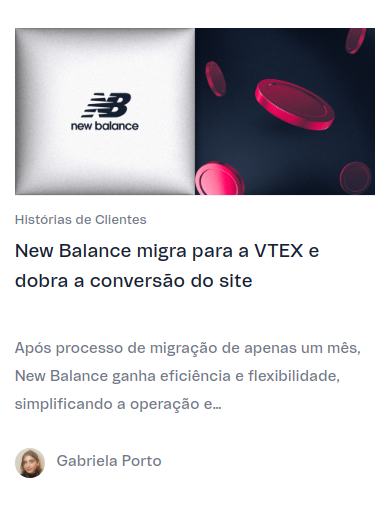 new balance
Histórias de Clientes
New Balance migra para a VTEX e
dobra a conversão do site
Após processo de migração de apenas um mês,
New Balance ganha eficiência e flexibilidade,
simplificando a operação e...
Gabriela Porto